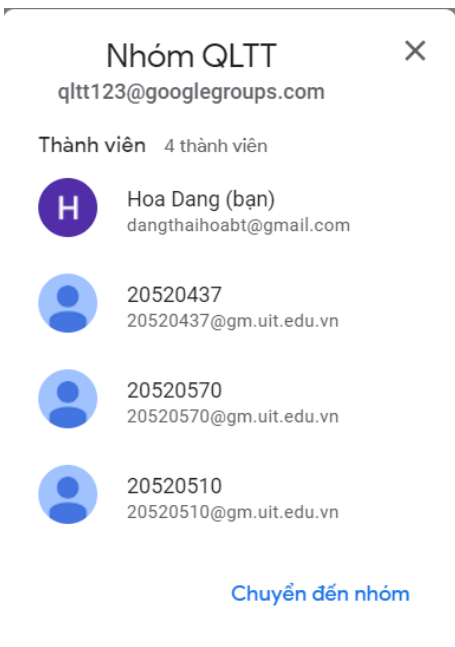 Nhóm QLTT
qltt123@googlegroups.com
Thành viên 4 thành viên
H
Hoa Dang (bạn)
dangthaihoabt@gmail.com
20520437
20520437@gm.uit.edu.vn
20520570
20520570@gm.uit.edu.vn
20520510
20520510@gm.uit.edu.vn
Chuyển đến nhóm